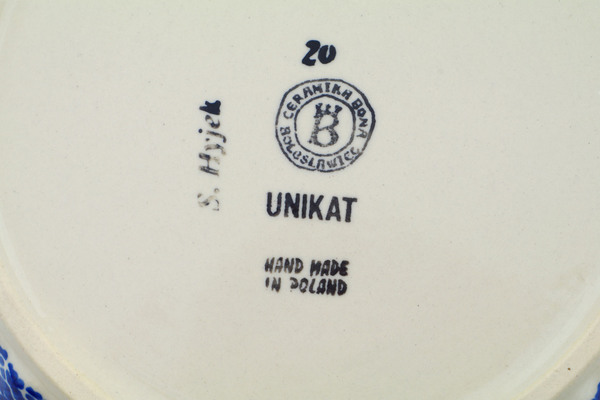 20
CERAMIKA BONA
BOLESŁAWIEC
B
S. Hyjek
UNIKAT
HAND MADE
IN POLAND